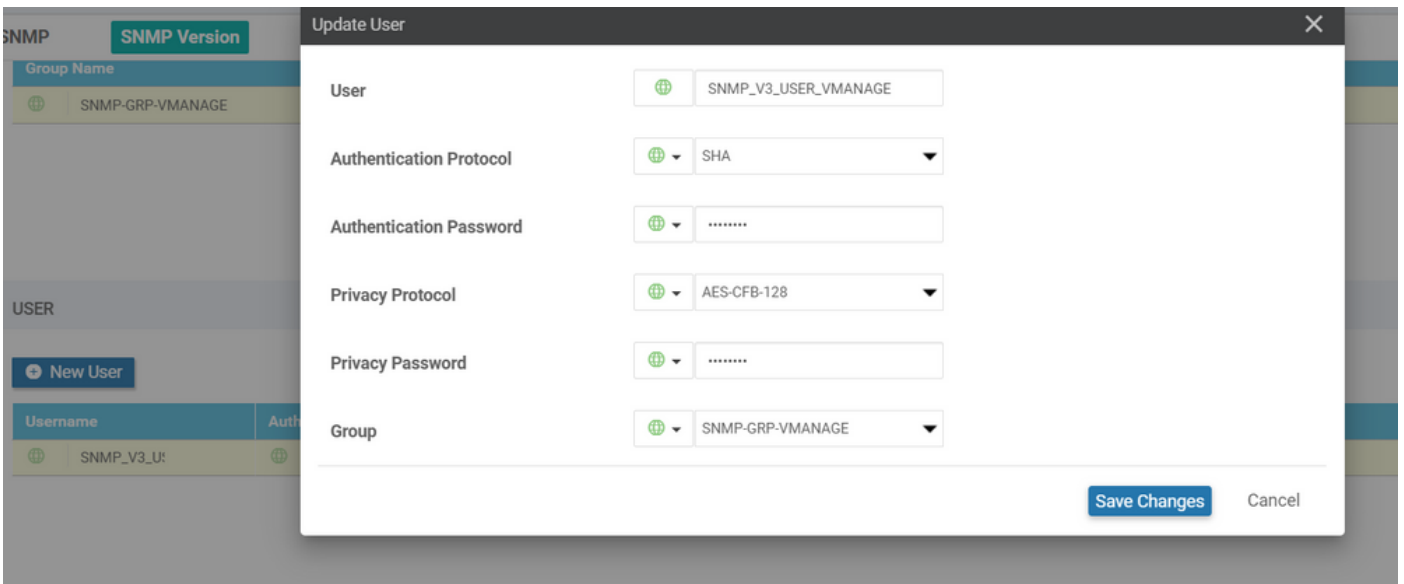 SNMP
SNMP Version
Group Name
SNMP-GRP-VMANAGE
USER
New User
Username
Auth
SNMP_V3_U
Update User
User
SNMP_V3_USER_VMANAGE
Authentication Protocol
SHA
Authentication Password
········
Privacy Protocol
AES-CFB-128
Privacy Password
········
Group
SNMP-GRP-VMANAGE
Save Changes
Cancel